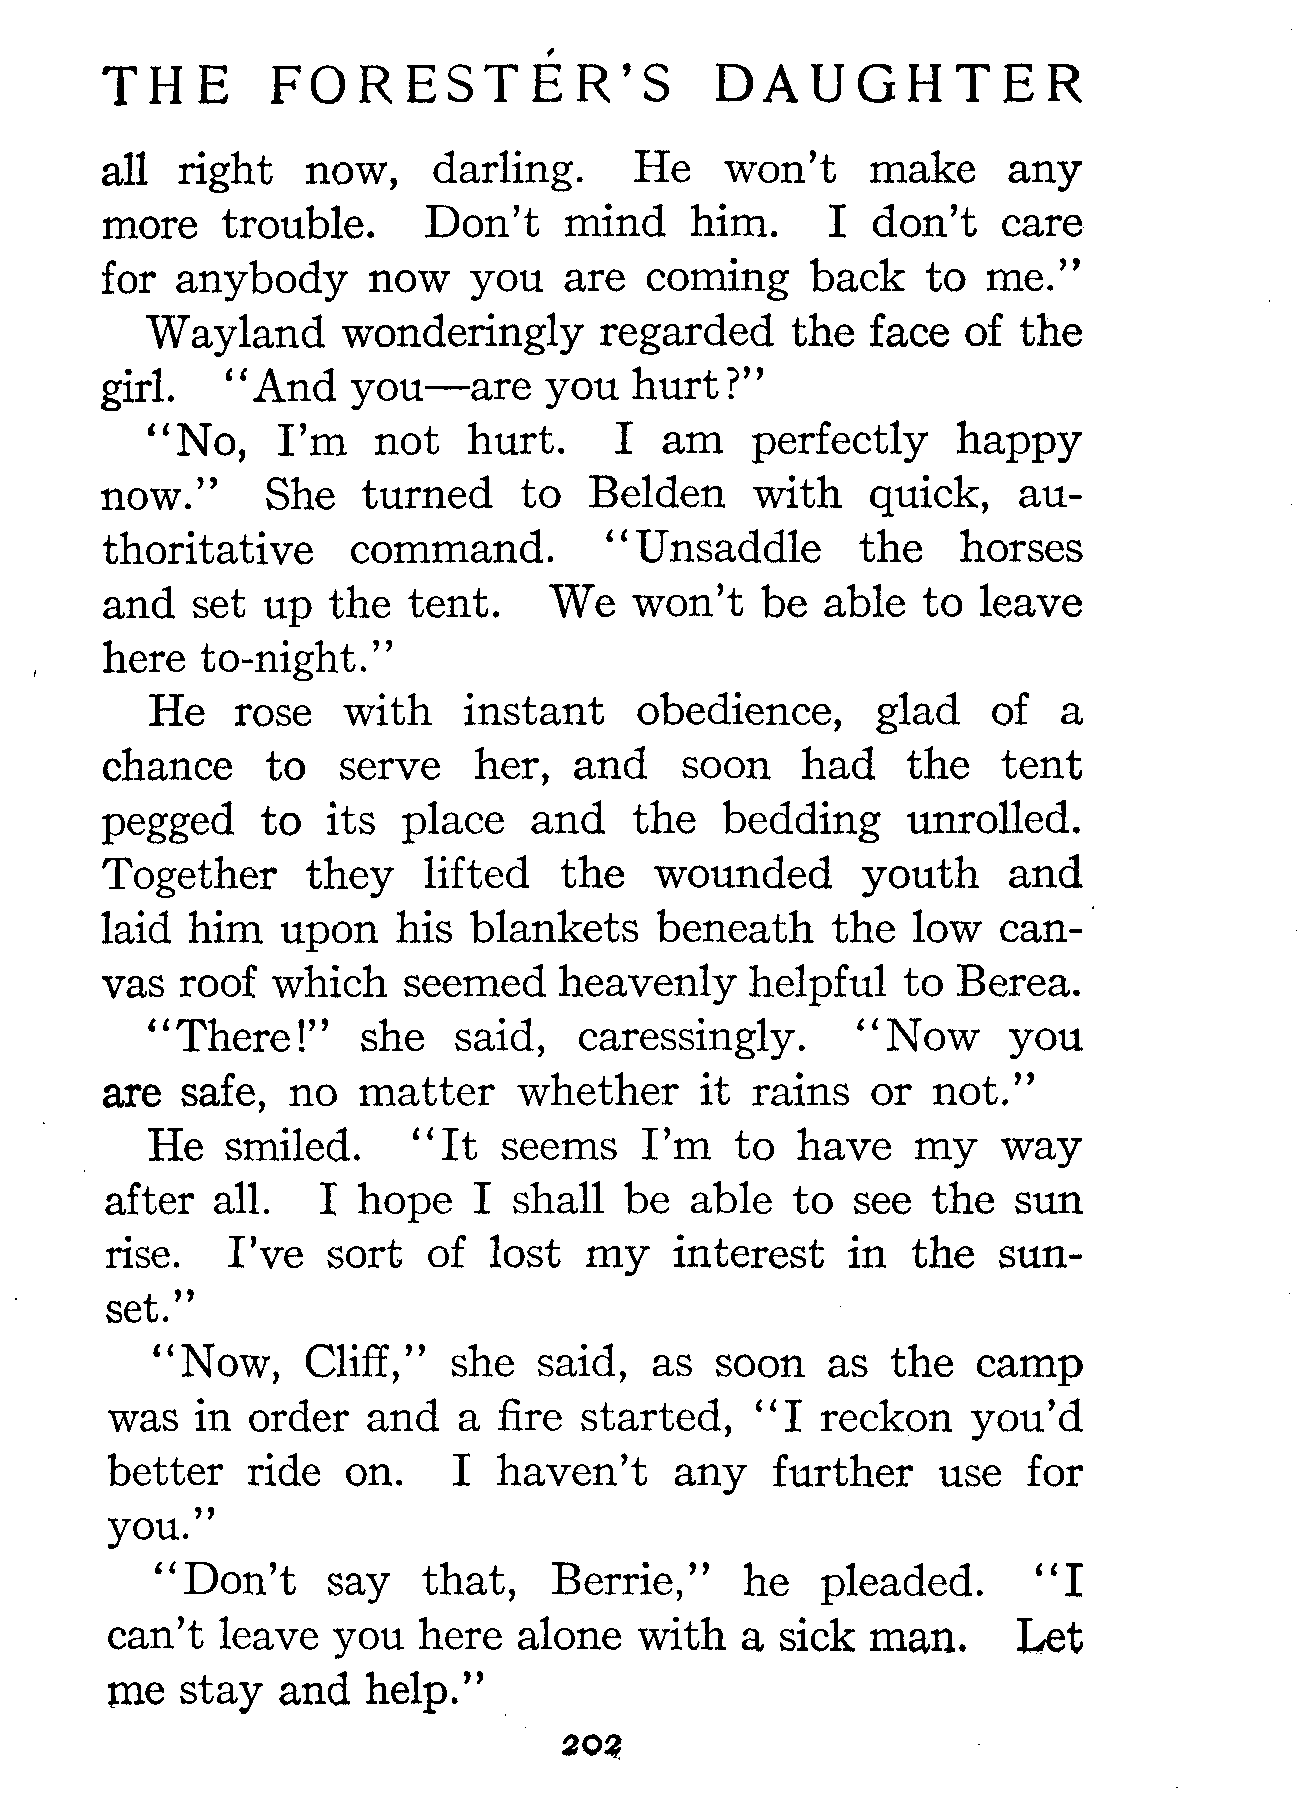 THE FORESTER'S DAUGHTER
all right now, darling. He won't make any
more trouble. Don't mind him. I don't care
for anybody now you are coming back to me."
Wayland wonderingly regarded the face of the
girl. "And you—are you hurt?"
"No, I'm not hurt. I am perfectly happy
now." She turned to Belden with quick, au-
thoritative command. "Unsaddle the horses
and set up the tent. We won't be able to leave
here to-night."
He rose with instant obedience, glad of a
chance to serve her, and soon had the tent
pegged to its place and the bedding unrolled.
Together they lifted the wounded youth and
laid him upon his blankets beneath the low can-
vas roof which seemed heavenly helpful to Berea.
"There!" she said, caressingly. "Now you
are safe, no matter whether it rains or not."
He smiled. "It seems I'm to have my way
after all. I hope I shall be able to see the sun
rise. I've sort of lost my interest in the sun-
set."
"Now, Cliff," she said, as soon as the camp
was in order and a fire started, "I reckon you'd
better ride on. I haven't any further use for
you."
"Don't say that, Berrie," he pleaded. "I
can't leave you here alone with a sick man. Let
me stay and help."
202